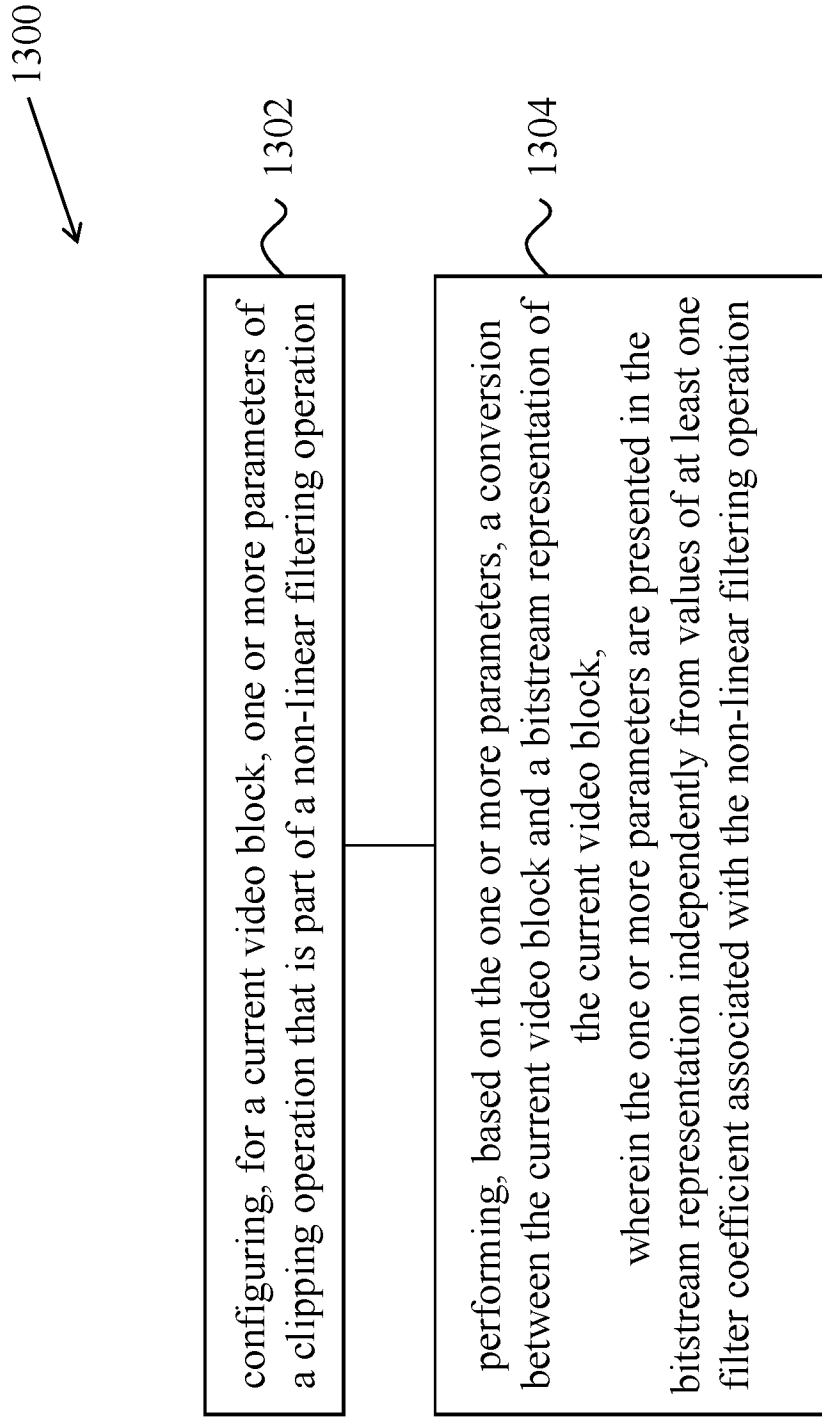 1300
1302
configuring, for a current video block, one or more parameters of
a clipping operation that is part of a non-linear filtering operation
1304
performing, based on the one or more parameters, a conversion
between the current video block and a bitstream representation of
the current video block,
wherein the one or more parameters are presented in the
bitstream representation independently from values of at least one
filter coefficient associated with the non-linear filtering operation